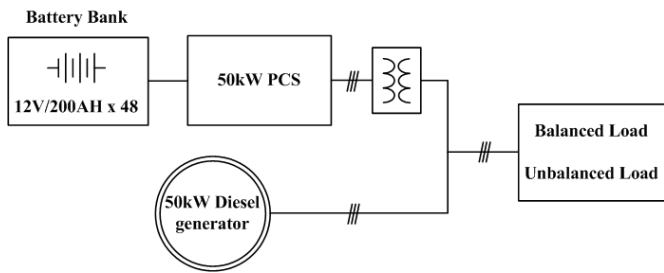 Battery Bank
12V/200AH x 48
50kW PCS
Balanced Load
Unbalanced Load
50kW Diesel
generator